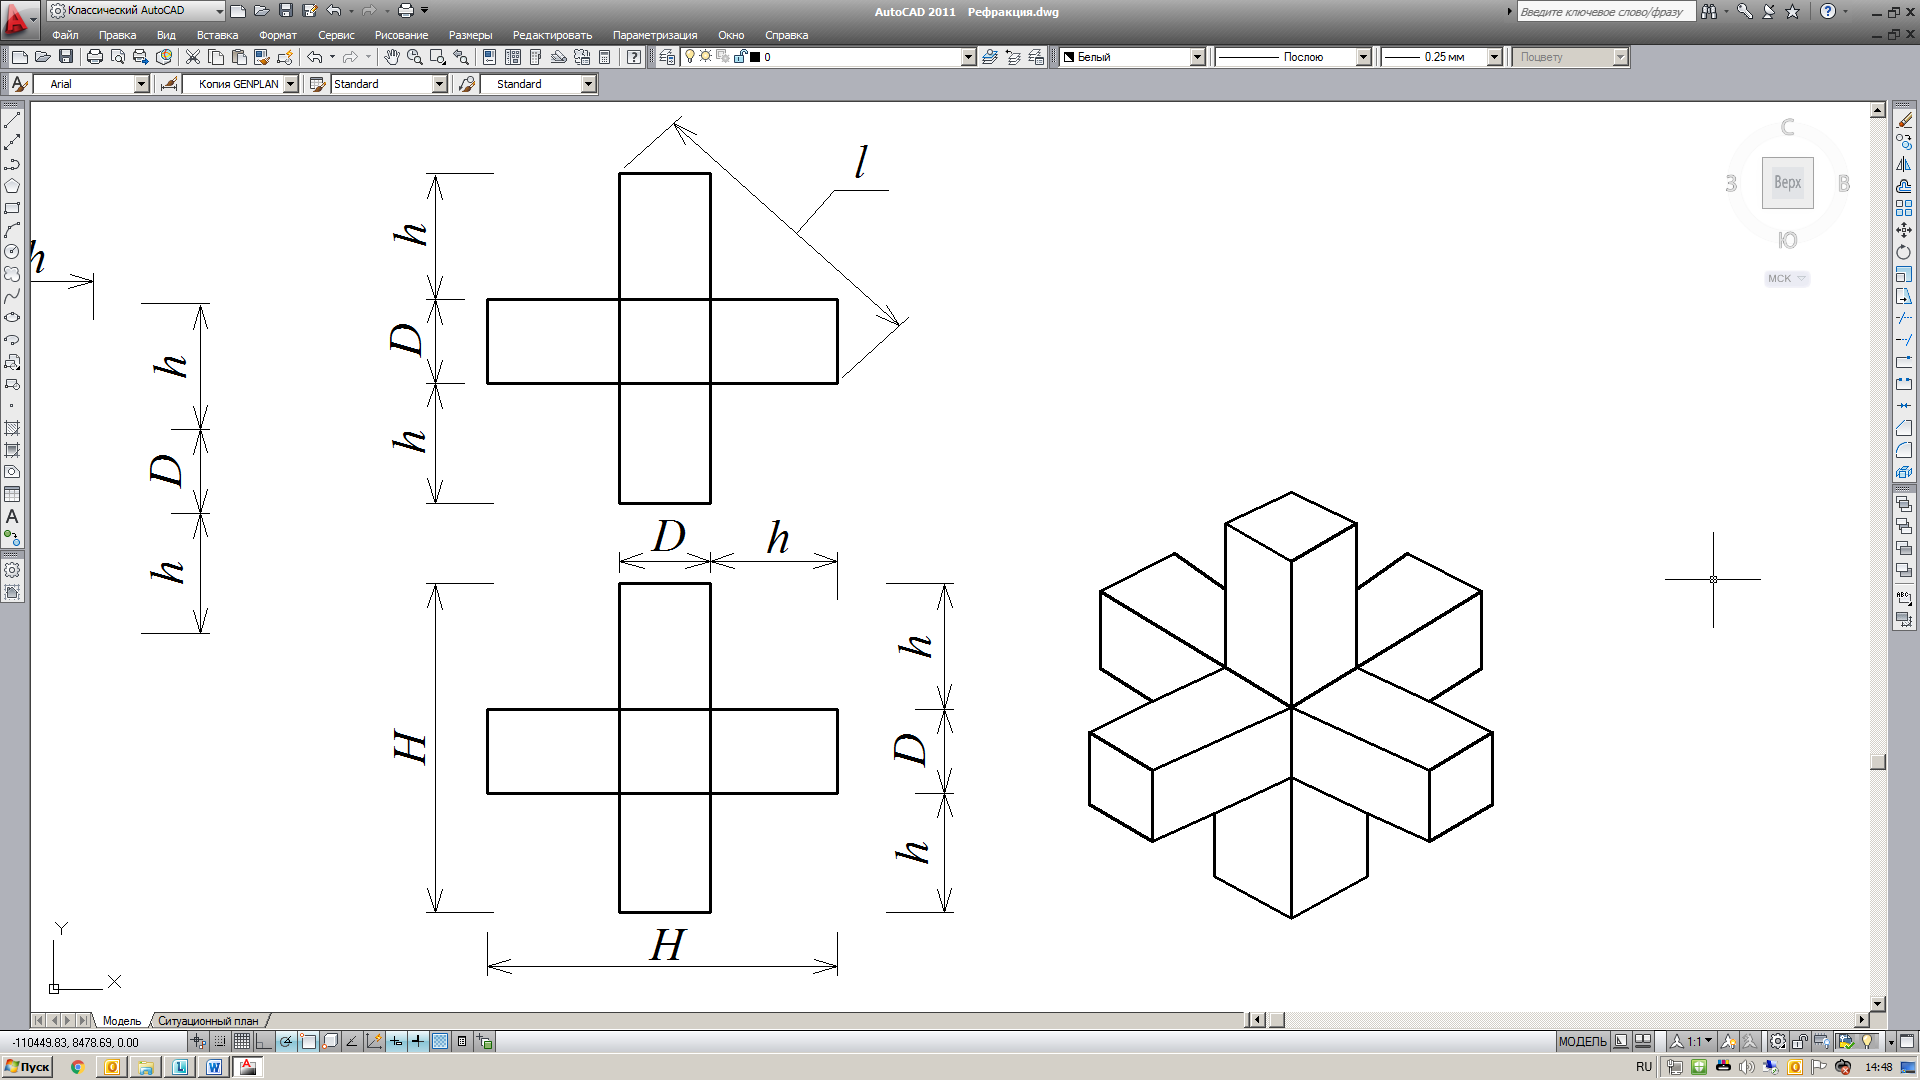 Классический AutoCAD
AutoCAD 2011 Рефракция.dwg
Введите ключевое слово/фразу
Файл Правка Вид Вставка Формат Сервис Рисование Размеры Редактировать Параметризация Окно Справка
0 Белый Послою 0.25 мм Поцвету
Arial Копия GENPLAN Standard Standard
l
С
З Верх В
Ю
МСК
h
h
h
D
h
h
D
h
D h
H
h
D
h
H
Y
X
A
ABC
Модель Ситуационный план
-110449.83, 8478.69, 0.00
МОДЕЛЬ 1:1
Пуск
RU 14:48